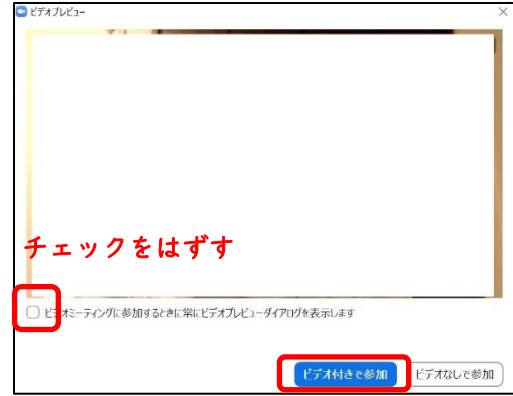 ビデオプレビュー
チェックをはずす
ビデオミーティングに参加するときに常にビデオプレビューダイアログを表示します
ビデオ付きで参加
ビデオなしで参加